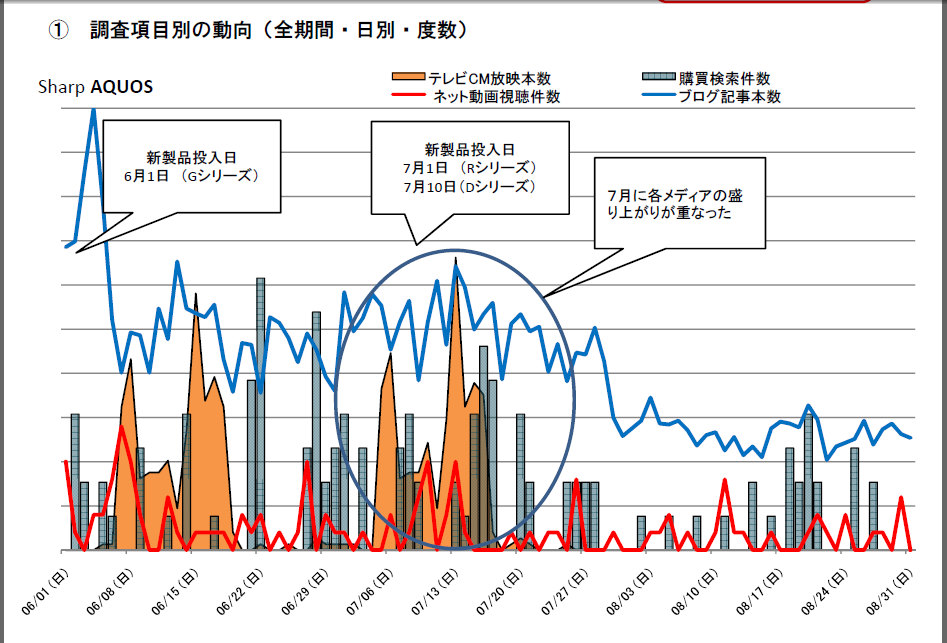 ① 調査項目別の動向（全期間・日別・度数）
Sharp AQUOS
テレビCM放映本数
購買検索件数
ネット動画視聴件数
ブログ記事本数
新製品投入日
6月1日 （Gシリーズ）
新製品投入日
7月1日 （Rシリーズ）
7月10日（Dシリーズ）
７月に各メディアの盛
り上がりが重なった
06/01（日）
06/08（日）
06/15（日）
06/22（日）
06/29（日）
07/06（日）
07/13（日）
07/20（日）
07/27（日）
08/03（日）
08/10（日）
08/17（日）
08/24（日）
08/31（日）